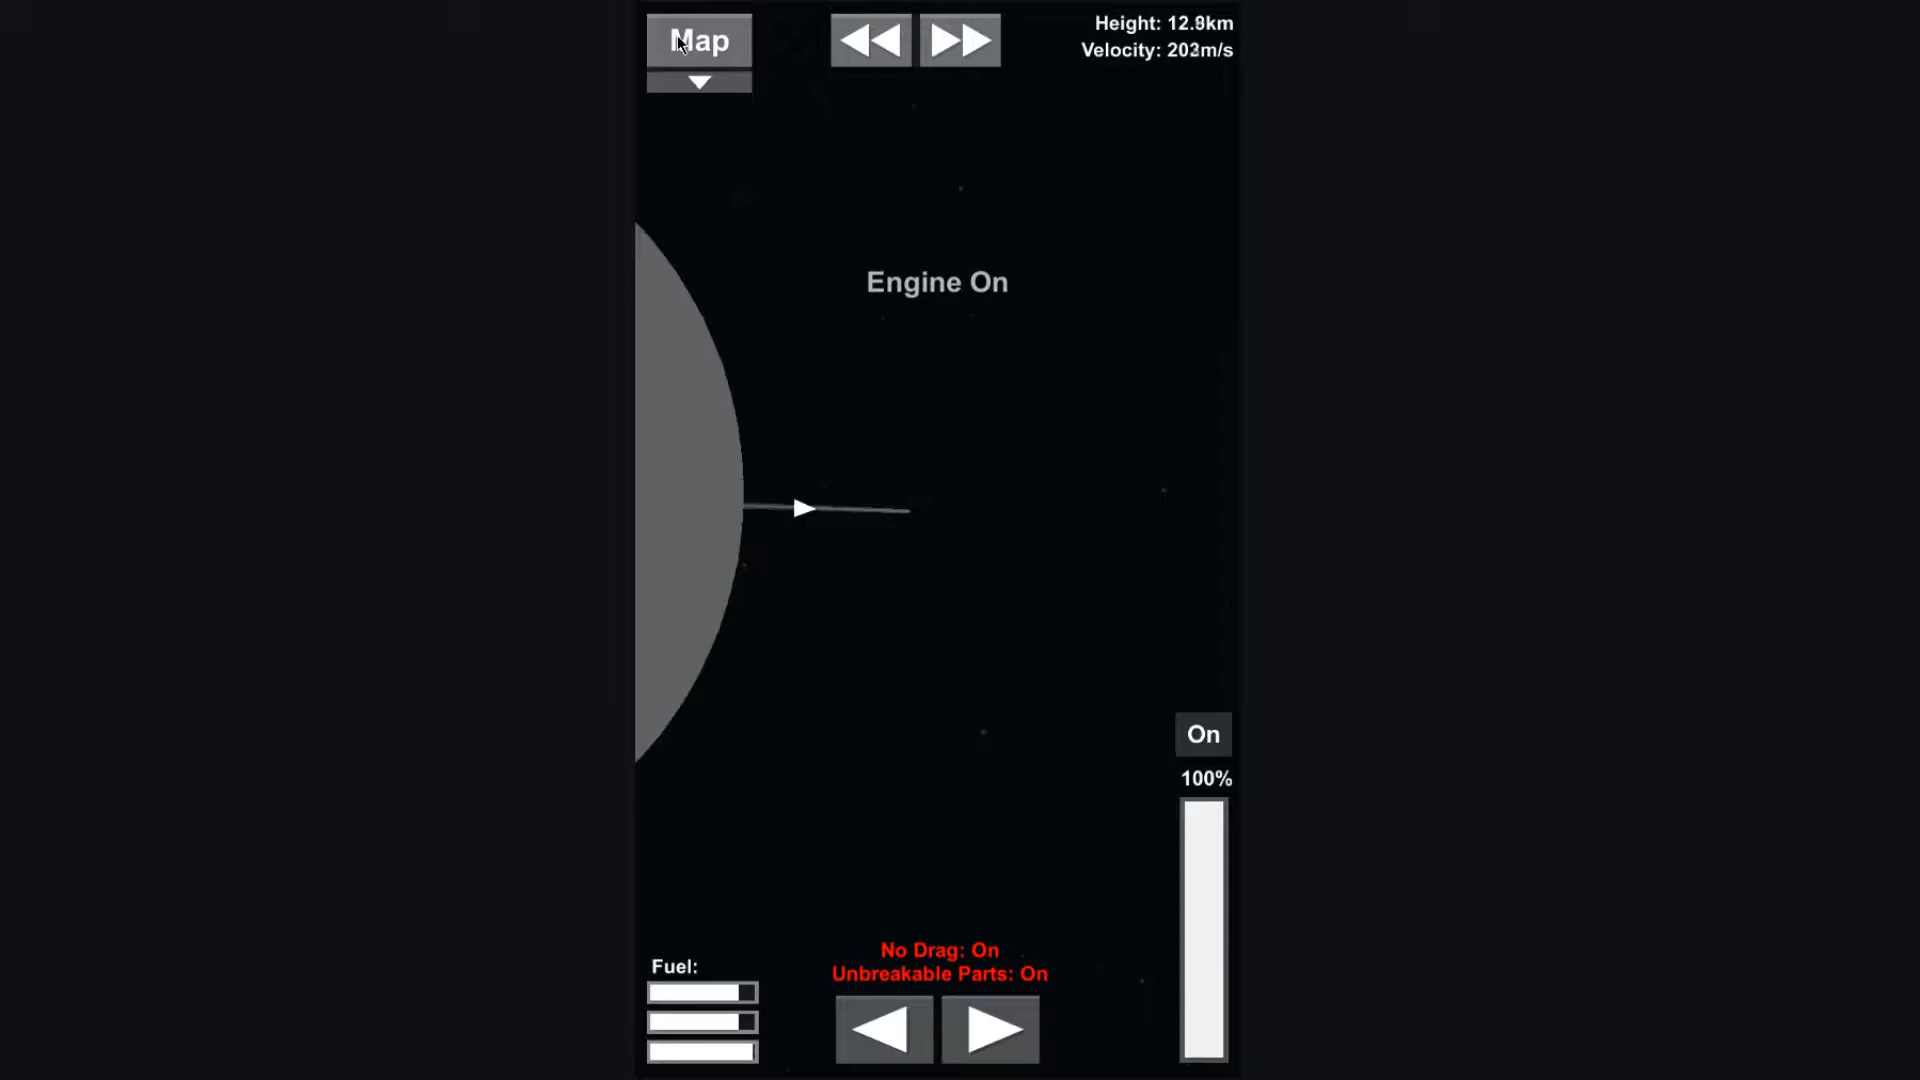 Map
Height: 12.9km
Velocity: 202m/s
Engine On
On
100%
No Drag: On
Unbreakable Parts: On
Fuel: